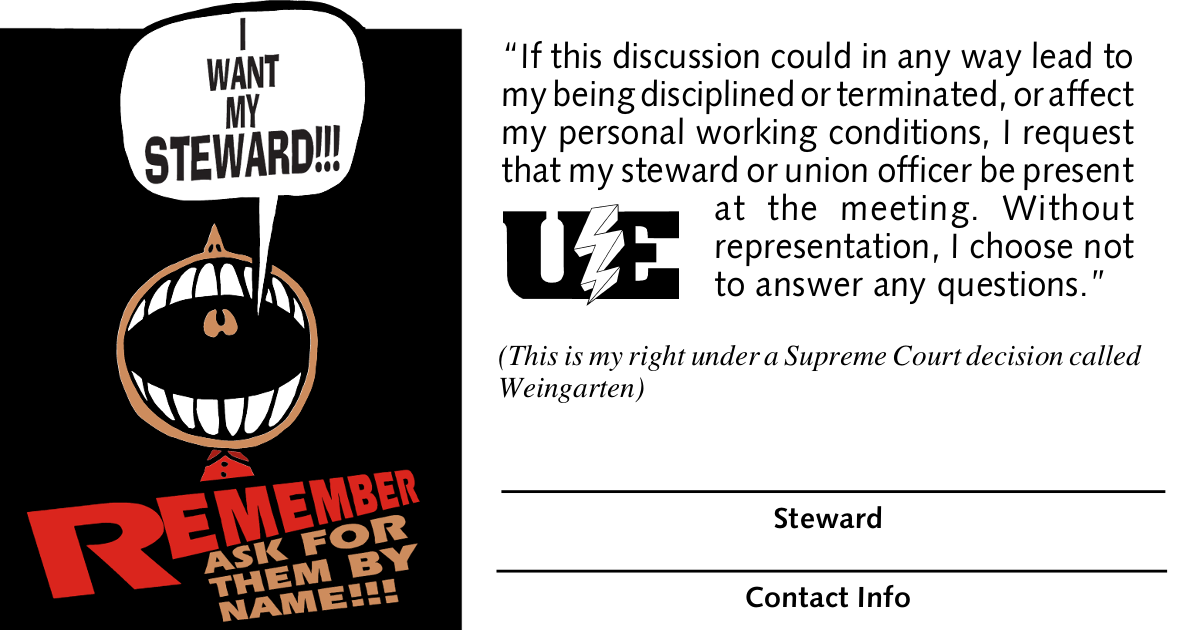 I
WANT
MY
STEWARD!!!
REMEMBER
ASK FOR
THEM BY
NAME!!!
“If this discussion could in any way lead to
my being disciplined or terminated, or affect
my personal working conditions, I request
that my steward or union officer be present
at the meeting. Without
representation, I choose not
to answer any questions.”
UE
(This is my right under a Supreme Court decision called
Weingarten)
Steward
Contact Info